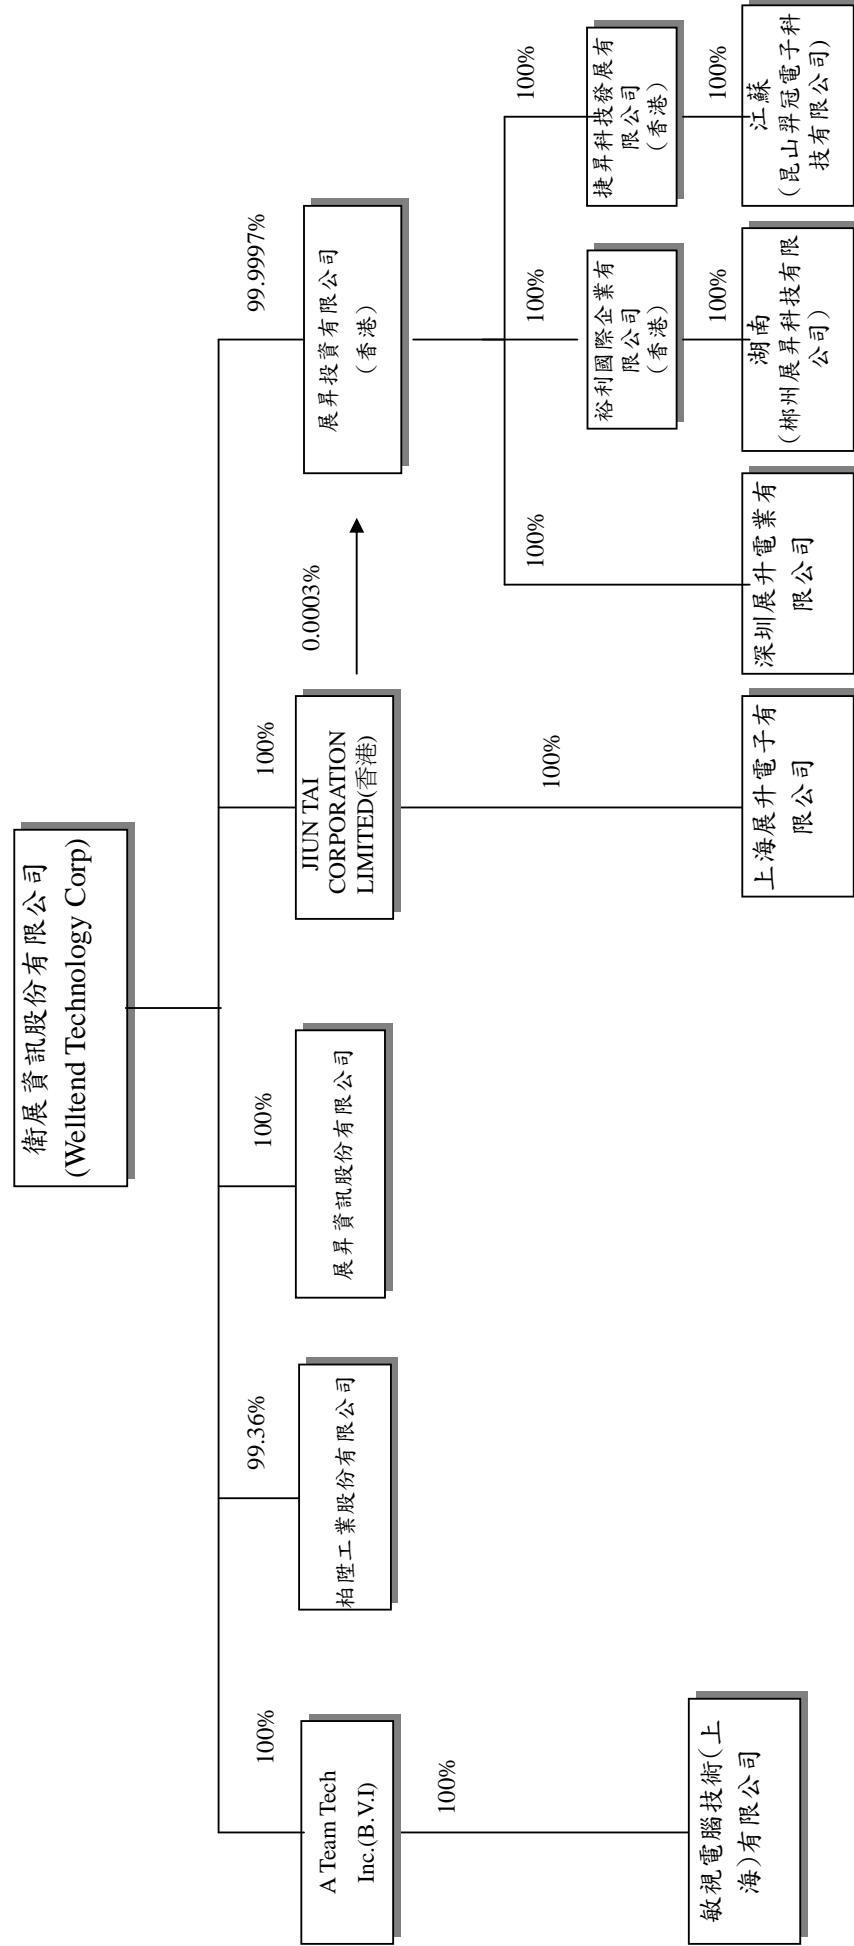 衛展資訊股份有限公司
(Welltend Technology Corp)
100%
99.36%
100%
100%
99.9997%
A Team Tech
Inc.(B.V.I)
柏陞工業股份有限公司
展昇資訊股份有限公司
JIUN TAI
CORPORATION
LIMITED(香港)
0.0003%
展昇投資有限公司
(香港)
100%
100%
100%
100%
100%
裕利國際企業有
限公司
(香港)
捷昇科技發展有
限公司
(香港)
100%
100%
敏視電腦技術(上
海)有限公司
上海展升電子有
限公司
深圳展升電業有
限公司
湖南
(郴州展昇科技有限
公司)
江蘇
(昆山羿冠電子科
技有限公司)